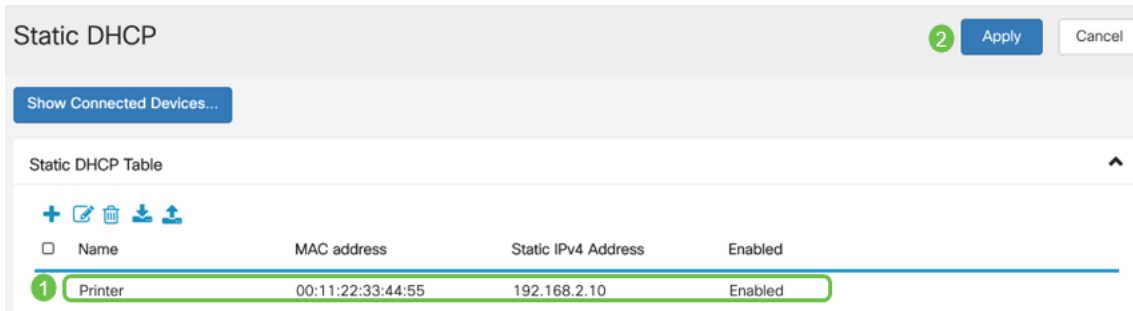 Static DHCP
2 Apply Cancel
Show Connected Devices...
Static DHCP Table
Name MAC address Static IPv4 Address Enabled
1 Printer 00:11:22:33:44:55 192.168.2.10 Enabled